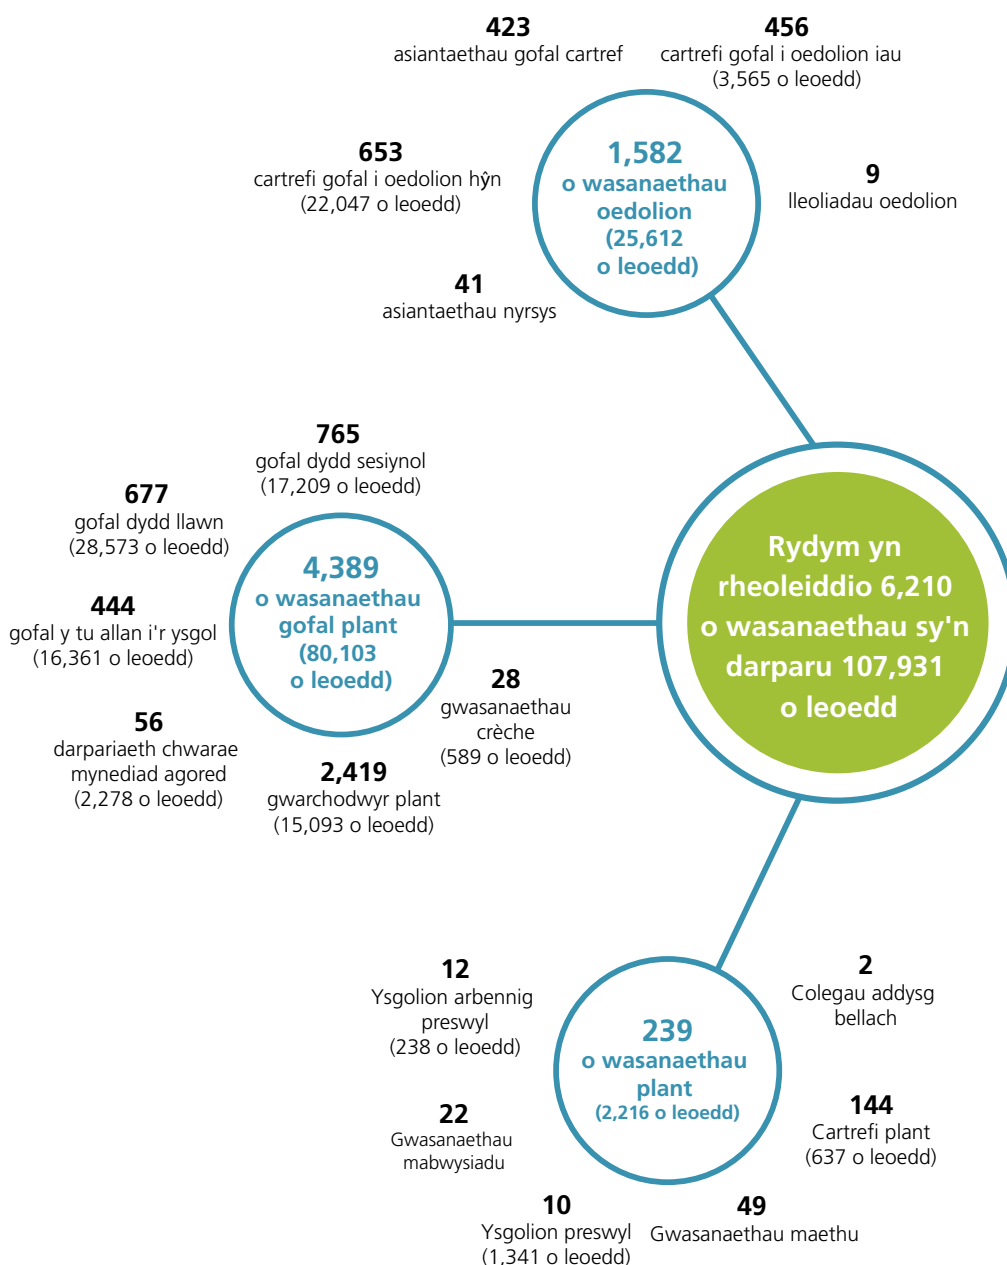 423
asiantaethau gofal cartref
456
cartrefi gofal i oedolion iau
(3,565 o leoedd)
653
cartrefi gofal i oedolion hŷn
(22,047 o leoedd)
1,582
o wasanaethau
oedolion
(25,612
o leoedd)
9
lleoliadau oedolion
41
asiantaethau nyrsys
765
gofal dydd sesiynol
(17,209 o leoedd)
677
gofal dydd llawn
(28,573 o leoedd)
444
gofal y tu allan i'r ysgol
(16,361 o leoedd)
4,389
o wasanaethau
gofal plant
(80,103
o leoedd)
Rydym yn
rheoleiddio 6,210
o wasanaethau sy'n
darparu 107,931
o leoedd
28
gwasanaethau
crèche
(589 o leoedd)
56
darpariaeth chwarae
mynediad agored
(2,278 o leoedd)
2,419
gwarchodwyr plant
(15,093 o leoedd)
12
Ysgolion arbennig
preswyl
(238 o leoedd)
2
Colegau addysg
bellach
239
o wasanaethau
plant
(2,216 o leoedd)
22
Gwasanaethau
mabwysiadu
144
Cartrefi plant
(637 o leoedd)
10
Ysgolion preswyl
(1,341 o leoedd)
49
Gwasanaethau maethu